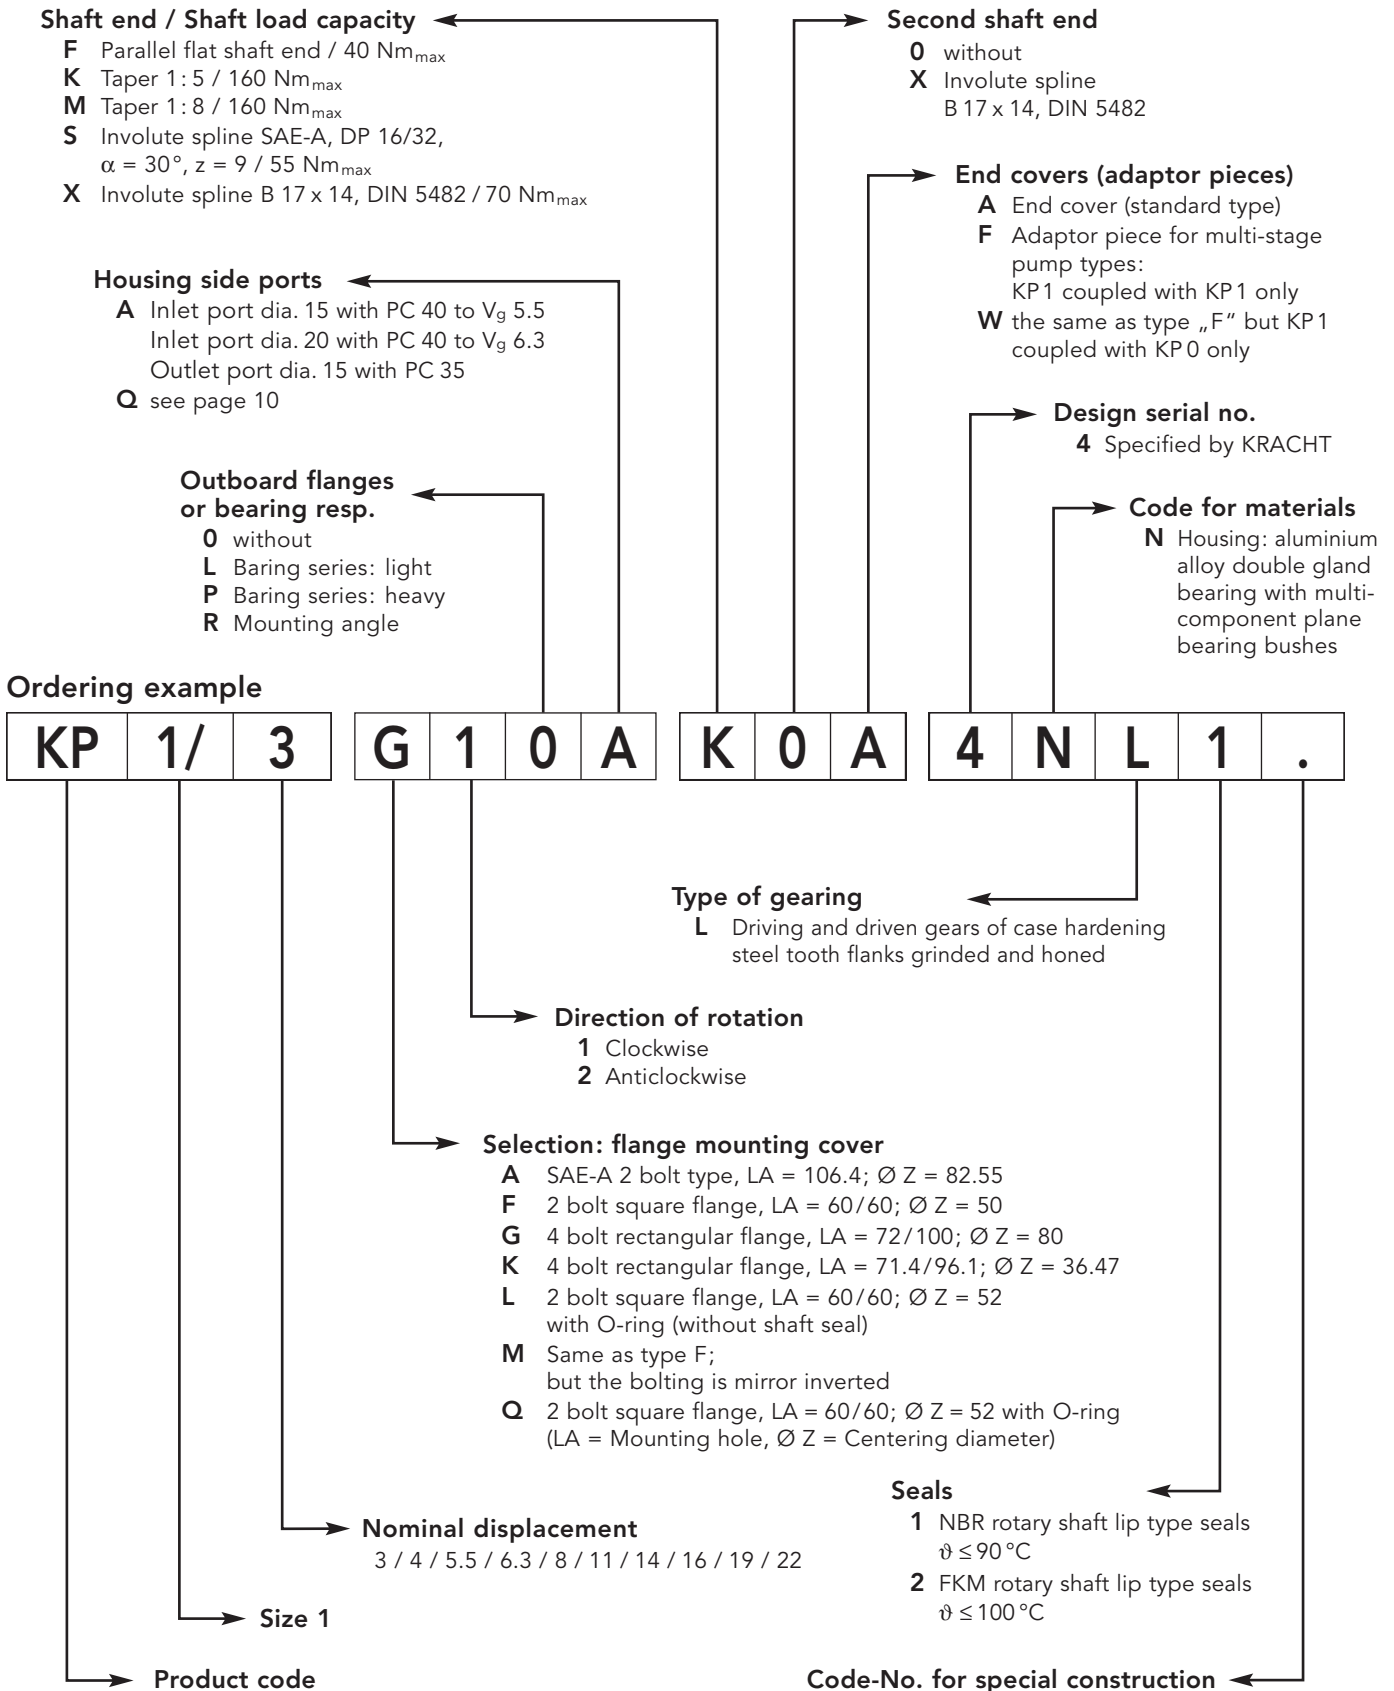 Shaft end / Shaft load capacity
F Parallel flat shaft end / 40 Nmmax
K Taper 1:5 / 160 Nmmax
M Taper 1:8 / 160 Nmmax
S Involute spline SAE-A, DP 16/32,
α = 30°, z = 9 / 55 Nmmax
X Involute spline B 17 x 14, DIN 5482 / 70 Nmmax
Second shaft end
0 without
X Involute spline
B 17 x 14, DIN 5482
End covers (adaptor pieces)
A End cover (standard type)
F Adaptor piece for multi-stage
pump types:
KP1 coupled with KP1 only
W the same as type „F“ but KP1
coupled with KP0 only
Housing side ports
A Inlet port dia. 15 with PC 40 to Vg 5.5
Inlet port dia. 20 with PC 40 to Vg 6.3
Outlet port dia. 15 with PC 35
Q see page 10
Design serial no.
4 Specified by KRACHT
Outboard flanges
or bearing resp.
0 without
L Baring series: light
P Baring series: heavy
R Mounting angle
Code for materials
N Housing: aluminium
alloy double gland
bearing with multi-
component plane
bearing bushes
Ordering example
KP 1/ 3 G 1 0 A K 0 A 4 N L 1 .
Type of gearing
L Driving and driven gears of case hardening
steel tooth flanks grinded and honed
Direction of rotation
1 Clockwise
2 Anticlockwise
Selection: flange mounting cover
A SAE-A 2 bolt type, LA = 106.4; Ø Z = 82.55
F 2 bolt square flange, LA = 60/60; Ø Z = 50
G 4 bolt rectangular flange, LA = 72/100; Ø Z = 80
K 4 bolt rectangular flange, LA = 71.4/96.1; Ø Z = 36.47
L 2 bolt square flange, LA = 60/60; Ø Z = 52
with O-ring (without shaft seal)
M Same as type F;
but the bolting is mirror inverted
Q 2 bolt square flange, LA = 60/60; Ø Z = 52 with O-ring
(LA = Mounting hole, Ø Z = Centering diameter)
Seals
1 NBR rotary shaft lip type seals
ϑ ≤ 90 °C
2 FKM rotary shaft lip type seals
ϑ ≤ 100 °C
Nominal displacement
3 / 4 / 5.5 / 6.3 / 8 / 11 / 14 / 16 / 19 / 22
Size 1
Product code
Code-No. for special construction